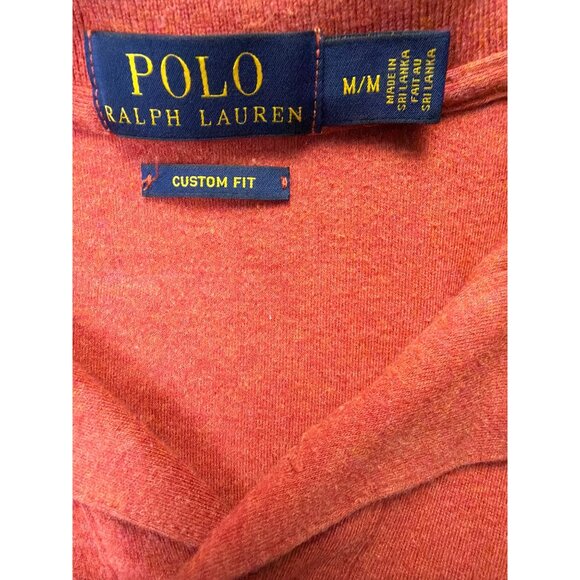 POLO
RALPH LAUREN
M/M
MADE IN
SRI LANKA
FAIT AU
SRI LANKA
CUSTOM FIT